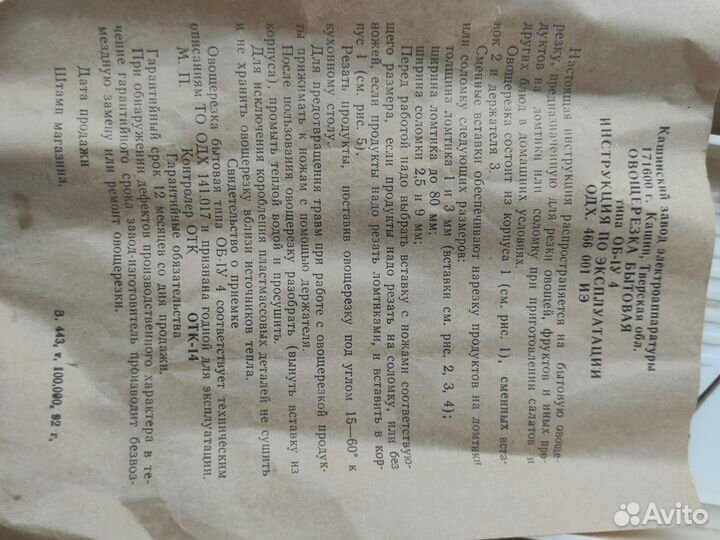 Кашинский завод электроаппаратуры
171600 г. Кашин, Тверская обл.
ОВОЩЕРЕЗКА БЫТОВАЯ
типа ОБ-IУ 4
ИНСТРУКЦИЯ ПО ЭКСПЛУАТАЦИИ
ОДХ. 466 001 ИЭ
Настоящая инструкция распространяется на бытовую овоще-
резку, предназначенную для резки овощей, фруктов и иных про-
дуктов на ломтики или соломку при приготовлении салатов и
других блюд в домашних условиях.
Овощерезка состоит из корпуса 1 (см. рис. 1), сменных вста-
вок 2 и держателя 3.
Сменные вставки обеспечивают нарезку продуктов на ломтики
или соломку следующих размеров:
толщина ломтика 1 и 3 мм (вставки см. рис. 2, 3, 4);
ширина ломтика до 80 мм;
ширина соломки 2,5 и 9 мм;
Перед работой надо выбрать вставку с ножами соответствую-
щего размера, если продукты надо резать на соломку, или без
ножей, если продукты надо резать ломтиками, и вставить в кор-
пус 1 (см. рис. 5).
Резать продукты, поставив овощерезку под углом 15—60° к
кухонному столу.
Для предотвращения травм при работе с овощерезкой продук-
ты прижимать к ножам с помощью держателя.
После пользования овощерезку разобрать (вынуть вставку из
корпуса), промыть теплой водой и просушить.
Для исключения коробления пластмассовых деталей не сушить
и не хранить овощерезку вблизи источников тепла.
Свидетельство о приемке
Овощерезка бытовая типа ОБ-IУ 4 соответствует техническим
описаниям ТО ОДХ 141.017 и признана годной для эксплуатации.
М. П. Контролер ОТК ОТК-14
Гарантийные обязательства
Гарантийный срок 12 месяцев со дня продажи.
При обнаружении дефектов производственного характера в те-
чение гарантийного срока завод-изготовитель производит безвоз-
мездную замену или ремонт овощерезки.
Дата продажи
Штамп магазина.
З. 443, т. 100.000, 92 г,
Avito